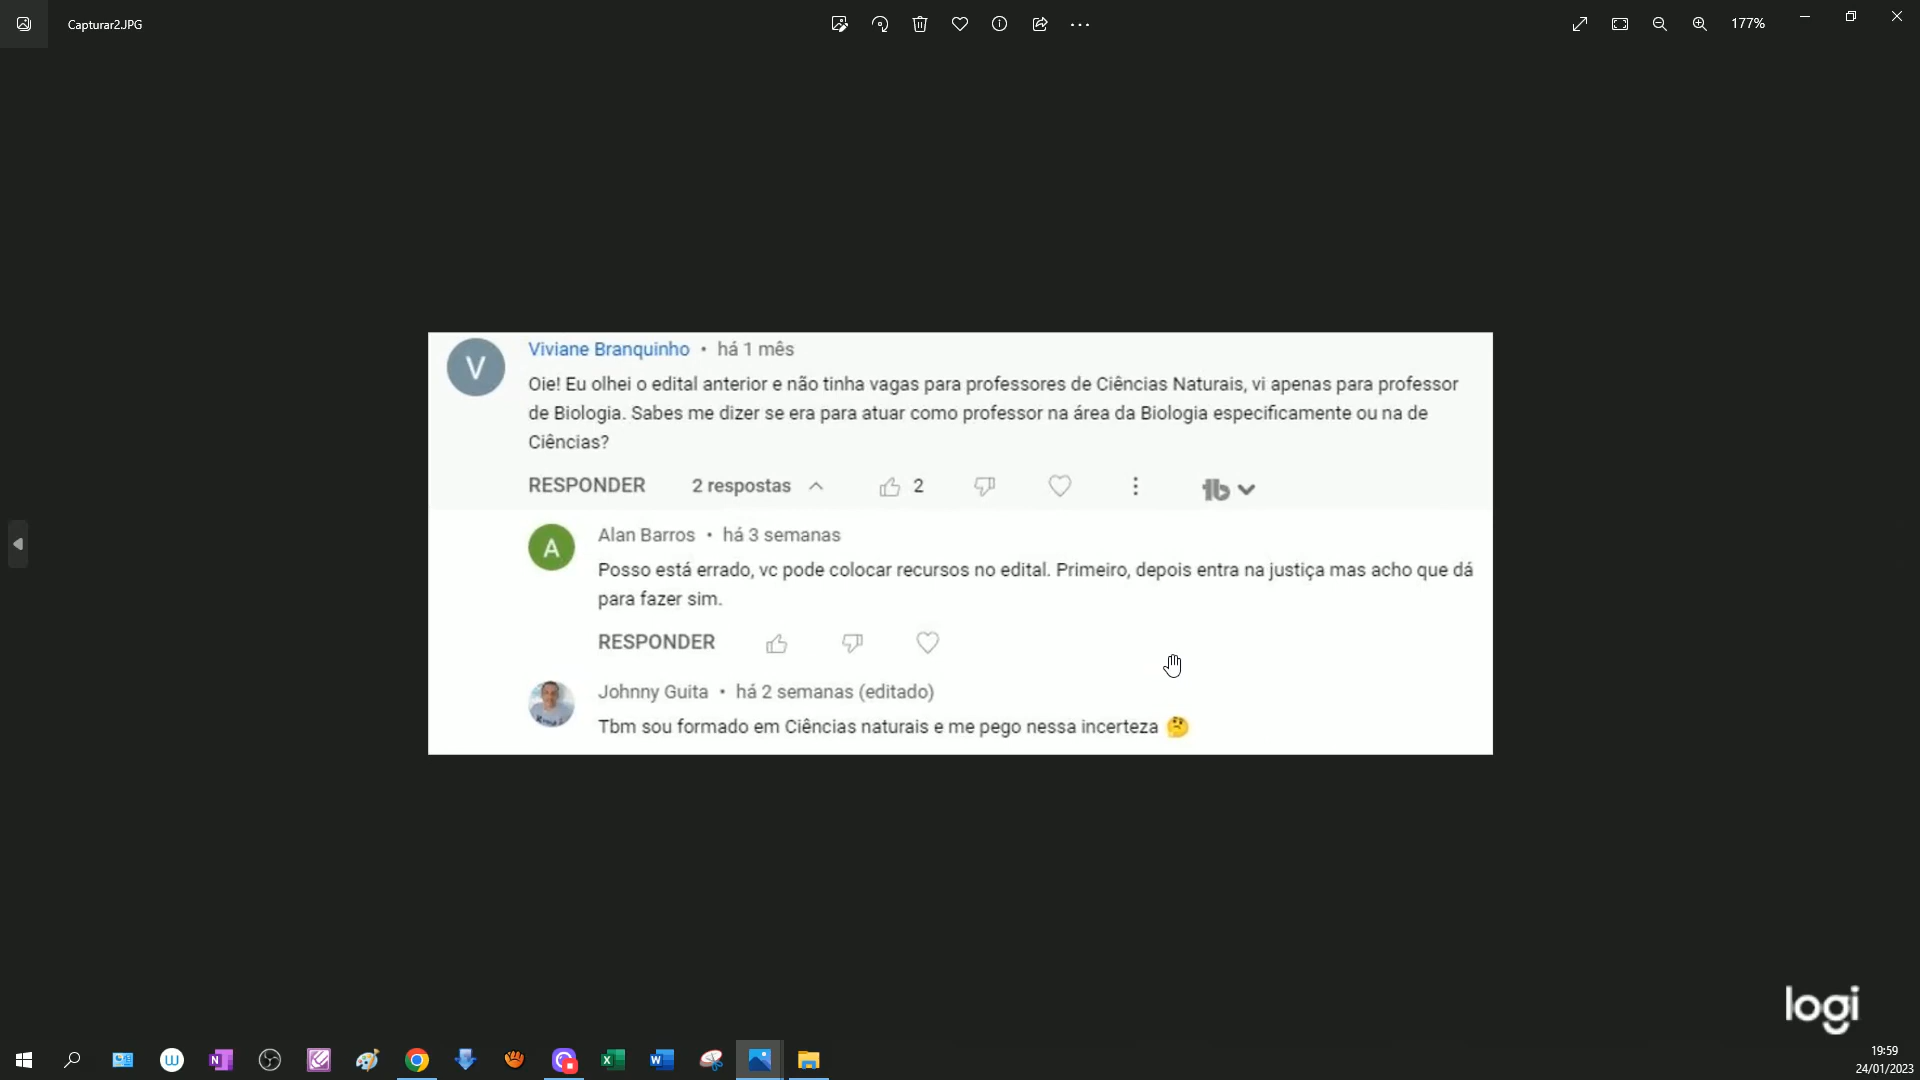 Capturar2.JPG
177%
V
Viviane Branquinho • há 1 mês
Oie! Eu olhei o edital anterior e não tinha vagas para professores de Ciências Naturais, vi apenas para professor
de Biologia. Sabes me dizer se era para atuar como professor na área da Biologia especificamente ou na de
Ciências?
RESPONDER 2 respostas 2
A
Alan Barros • há 3 semanas
Posso está errado, vc pode colocar recursos no edital. Primeiro, depois entra na justiça mas acho que dá
para fazer sim.
RESPONDER
Johnny Guita • há 2 semanas (editado)
Tbm sou formado em Ciências naturais e me pego nessa incerteza 🤔
logi
19:59
24/01/2023